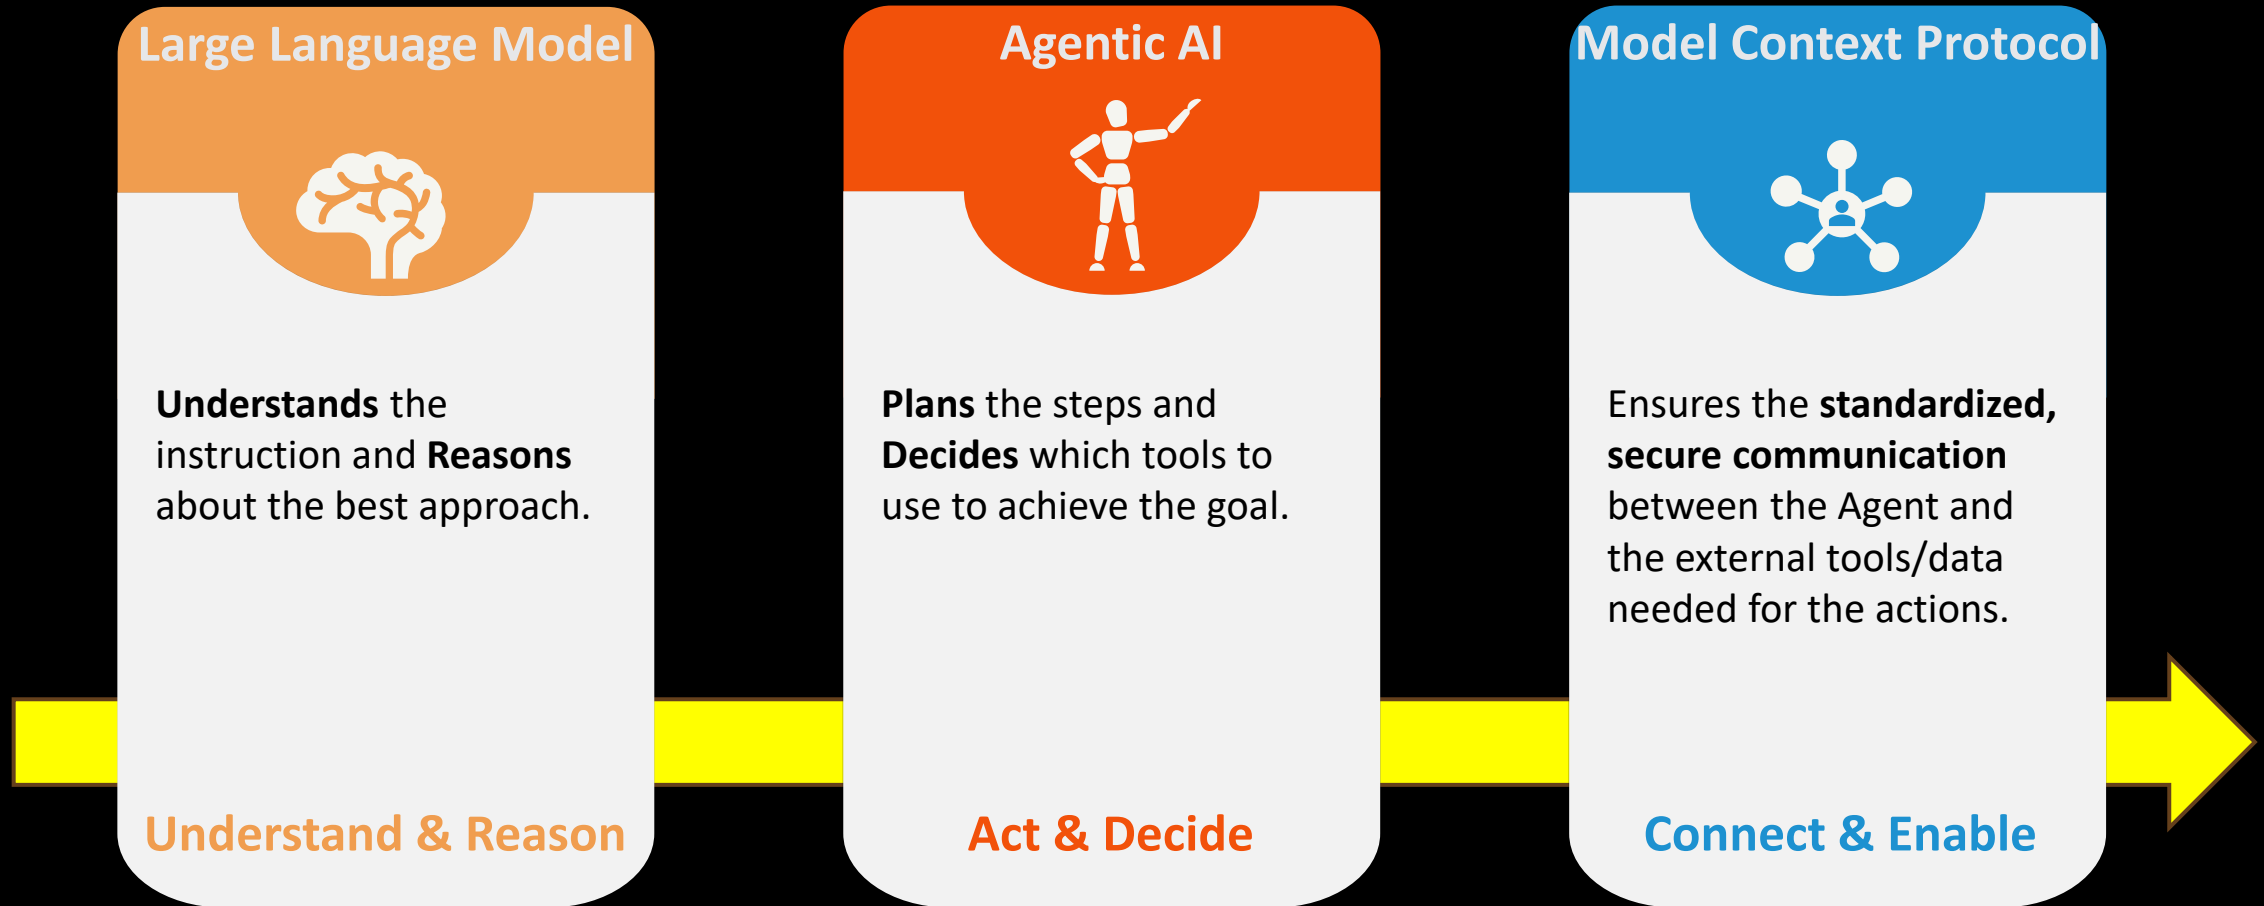 Large Language Model
Understands the
instruction and Reasons
about the best approach.
Understand & Reason
Agentic AI
Plans the steps and
Decides which tools to
use to achieve the goal.
Act & Decide
Model Context Protocol
Ensures the standardized,
secure communication
between the Agent and
the external tools/data
needed for the actions.
Connect & Enable